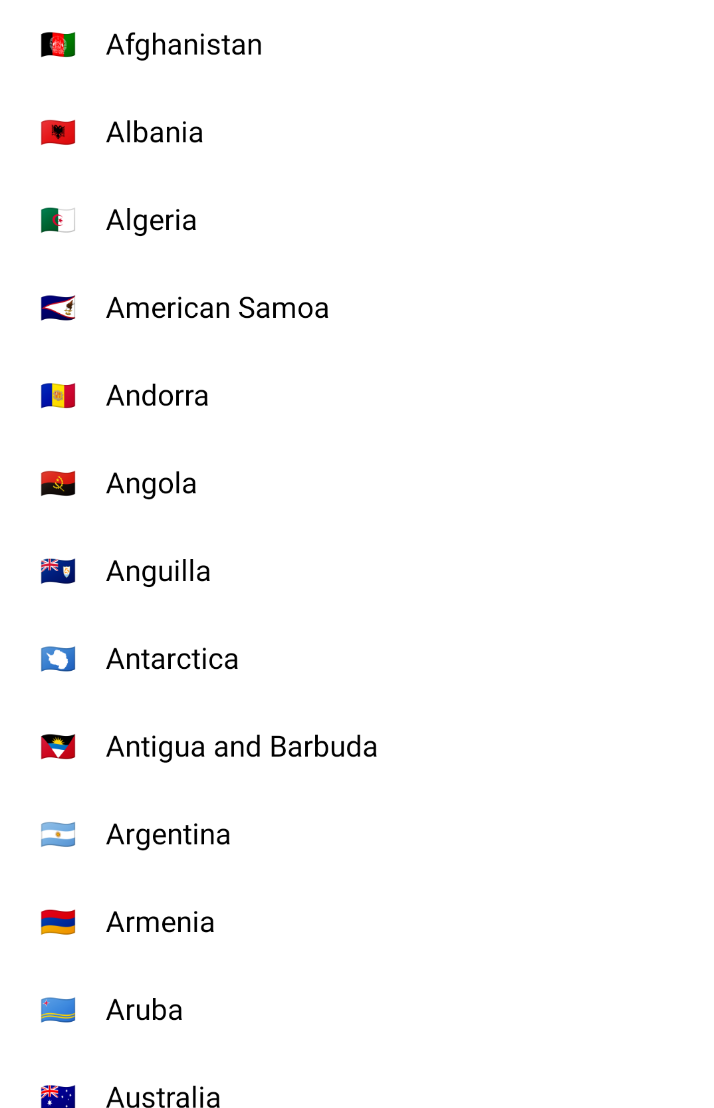 Afghanistan
Albania
Algeria
American Samoa
Andorra
Angola
Anguilla
Antarctica
Antigua and Barbuda
Argentina
Armenia
Aruba
Australia